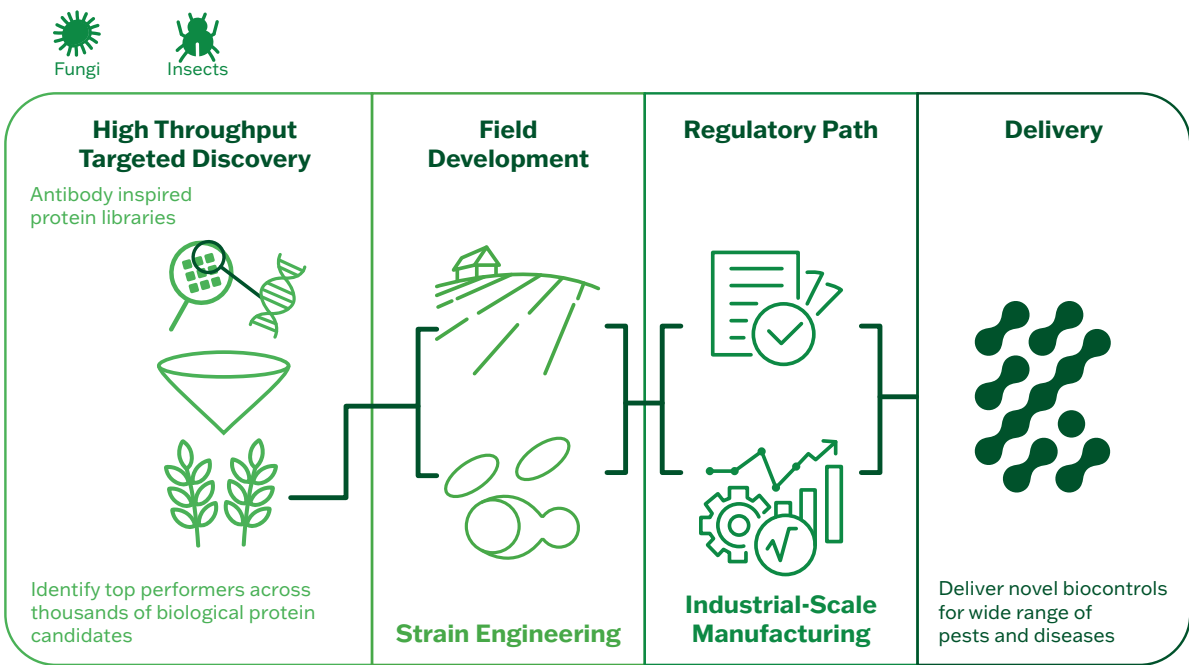 Fungi
Insects
High Throughput
Targeted Discovery
Antibody inspired
protein libraries
Identify top performers across
thousands of biological protein
candidates
Field
Development
Strain Engineering
Regulatory Path
Industrial-Scale
Manufacturing
Delivery
Deliver novel biocontrols
for wide range of
pests and diseases